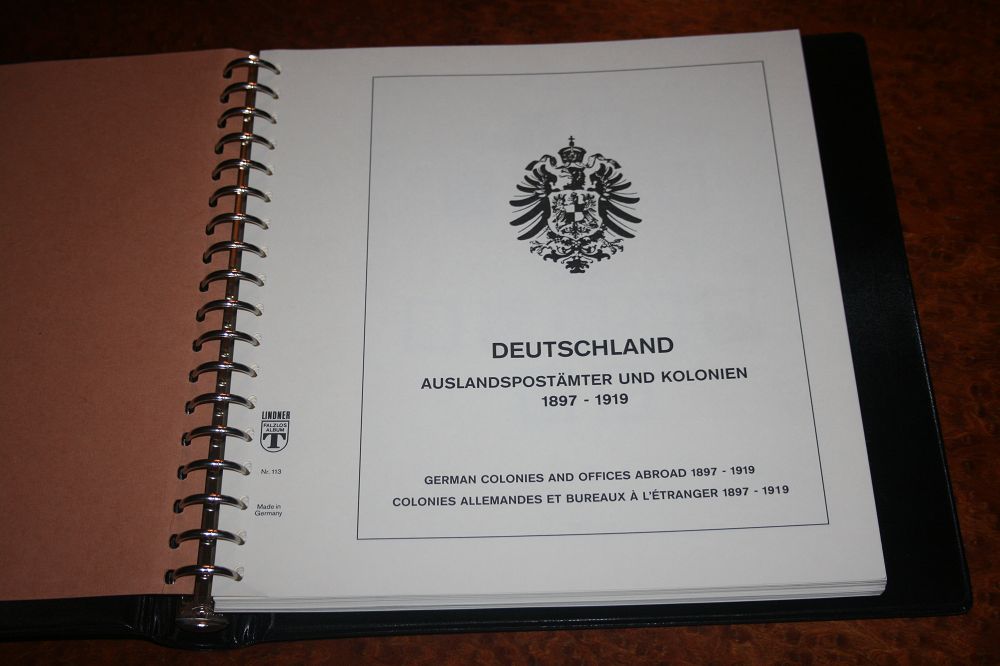 DEUTSCHLAND
AUSLANDSPOSTÄMTER UND KOLONIEN
1897 - 1919
LINDNER
FALZLOS
ALBUM
T
Nr. 113
GERMAN COLONIES AND OFFICES ABROAD 1897 - 1919
COLONIES ALLEMANDES ET BUREAUX À L'ÉTRANGER 1897 - 1919
Made in
Germany